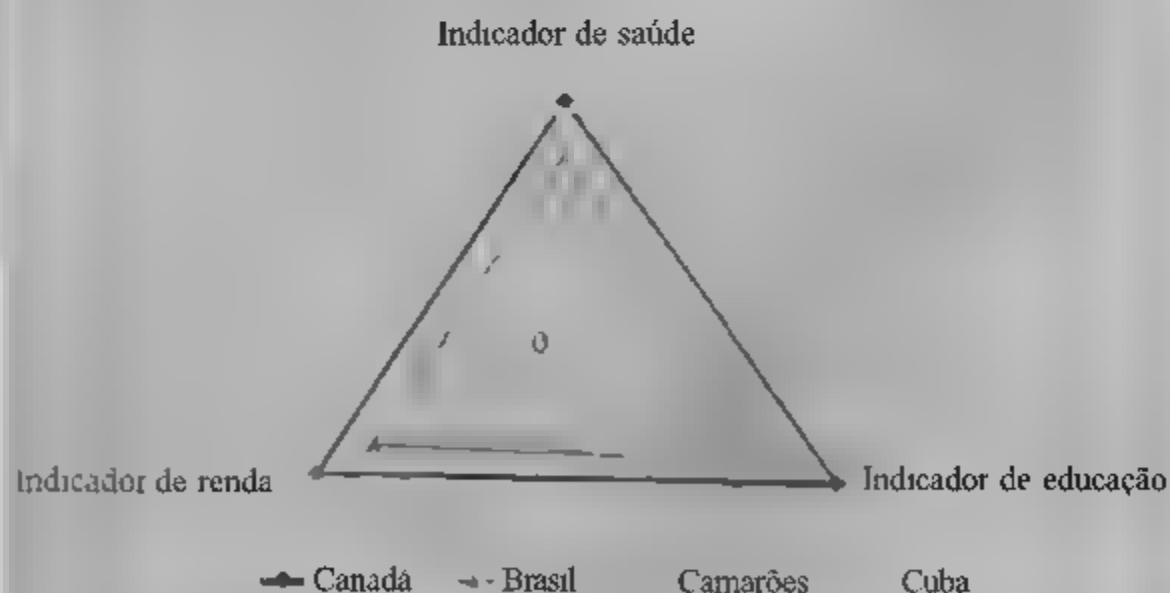 Indicador de saúde
0
Indicador de renda
Indicador de educação
Canadá Brasil Camarões Cuba